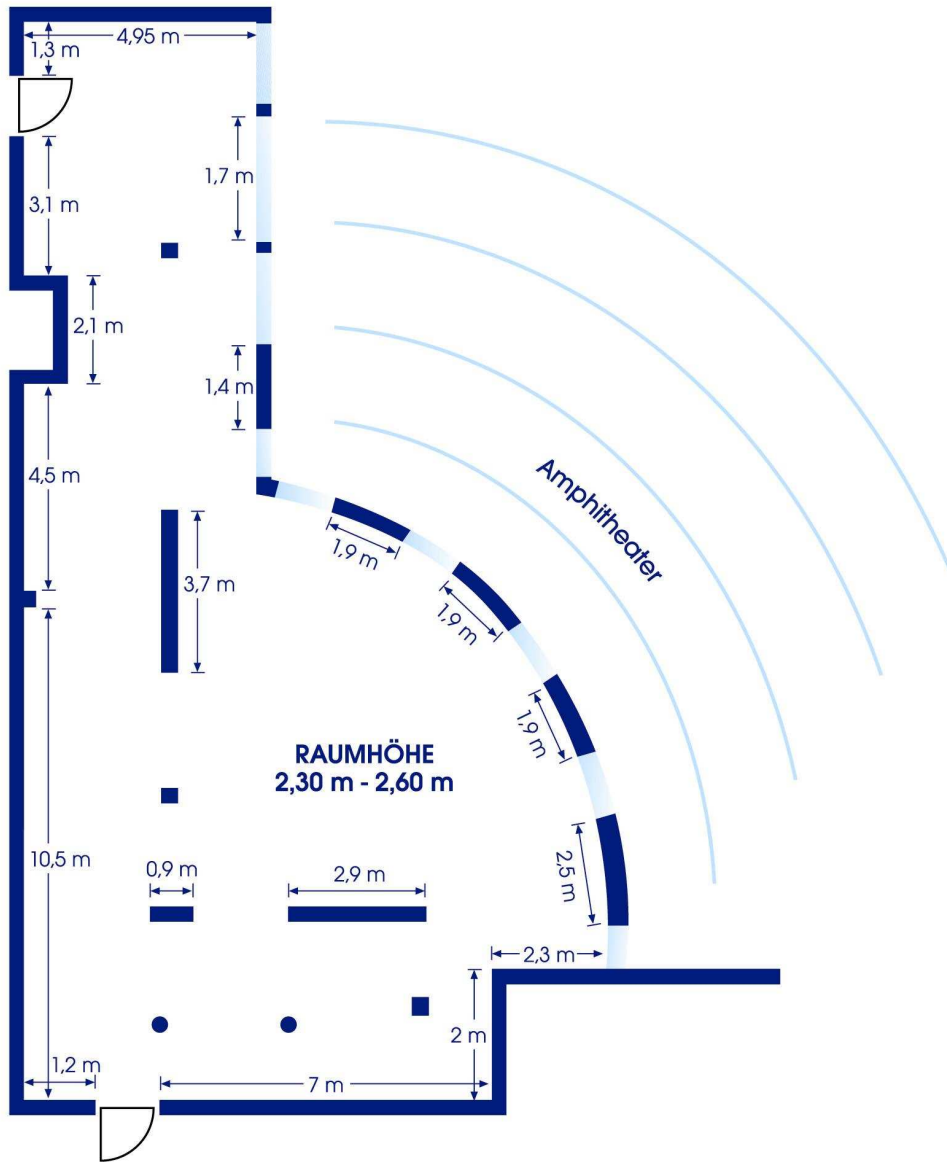 4,95 m
1,3 m
1,7 m
3,1 m
2,1 m
1,4 m
4,5 m
Amphitheater
1,9 m
3,7 m
1,9 m
1,9 m
RAUMHÖHE
2,30 m - 2,60 m
10,5 m
0,9 m
2,9 m
2,5 m
2,3 m
2 m
1,2 m
7 m